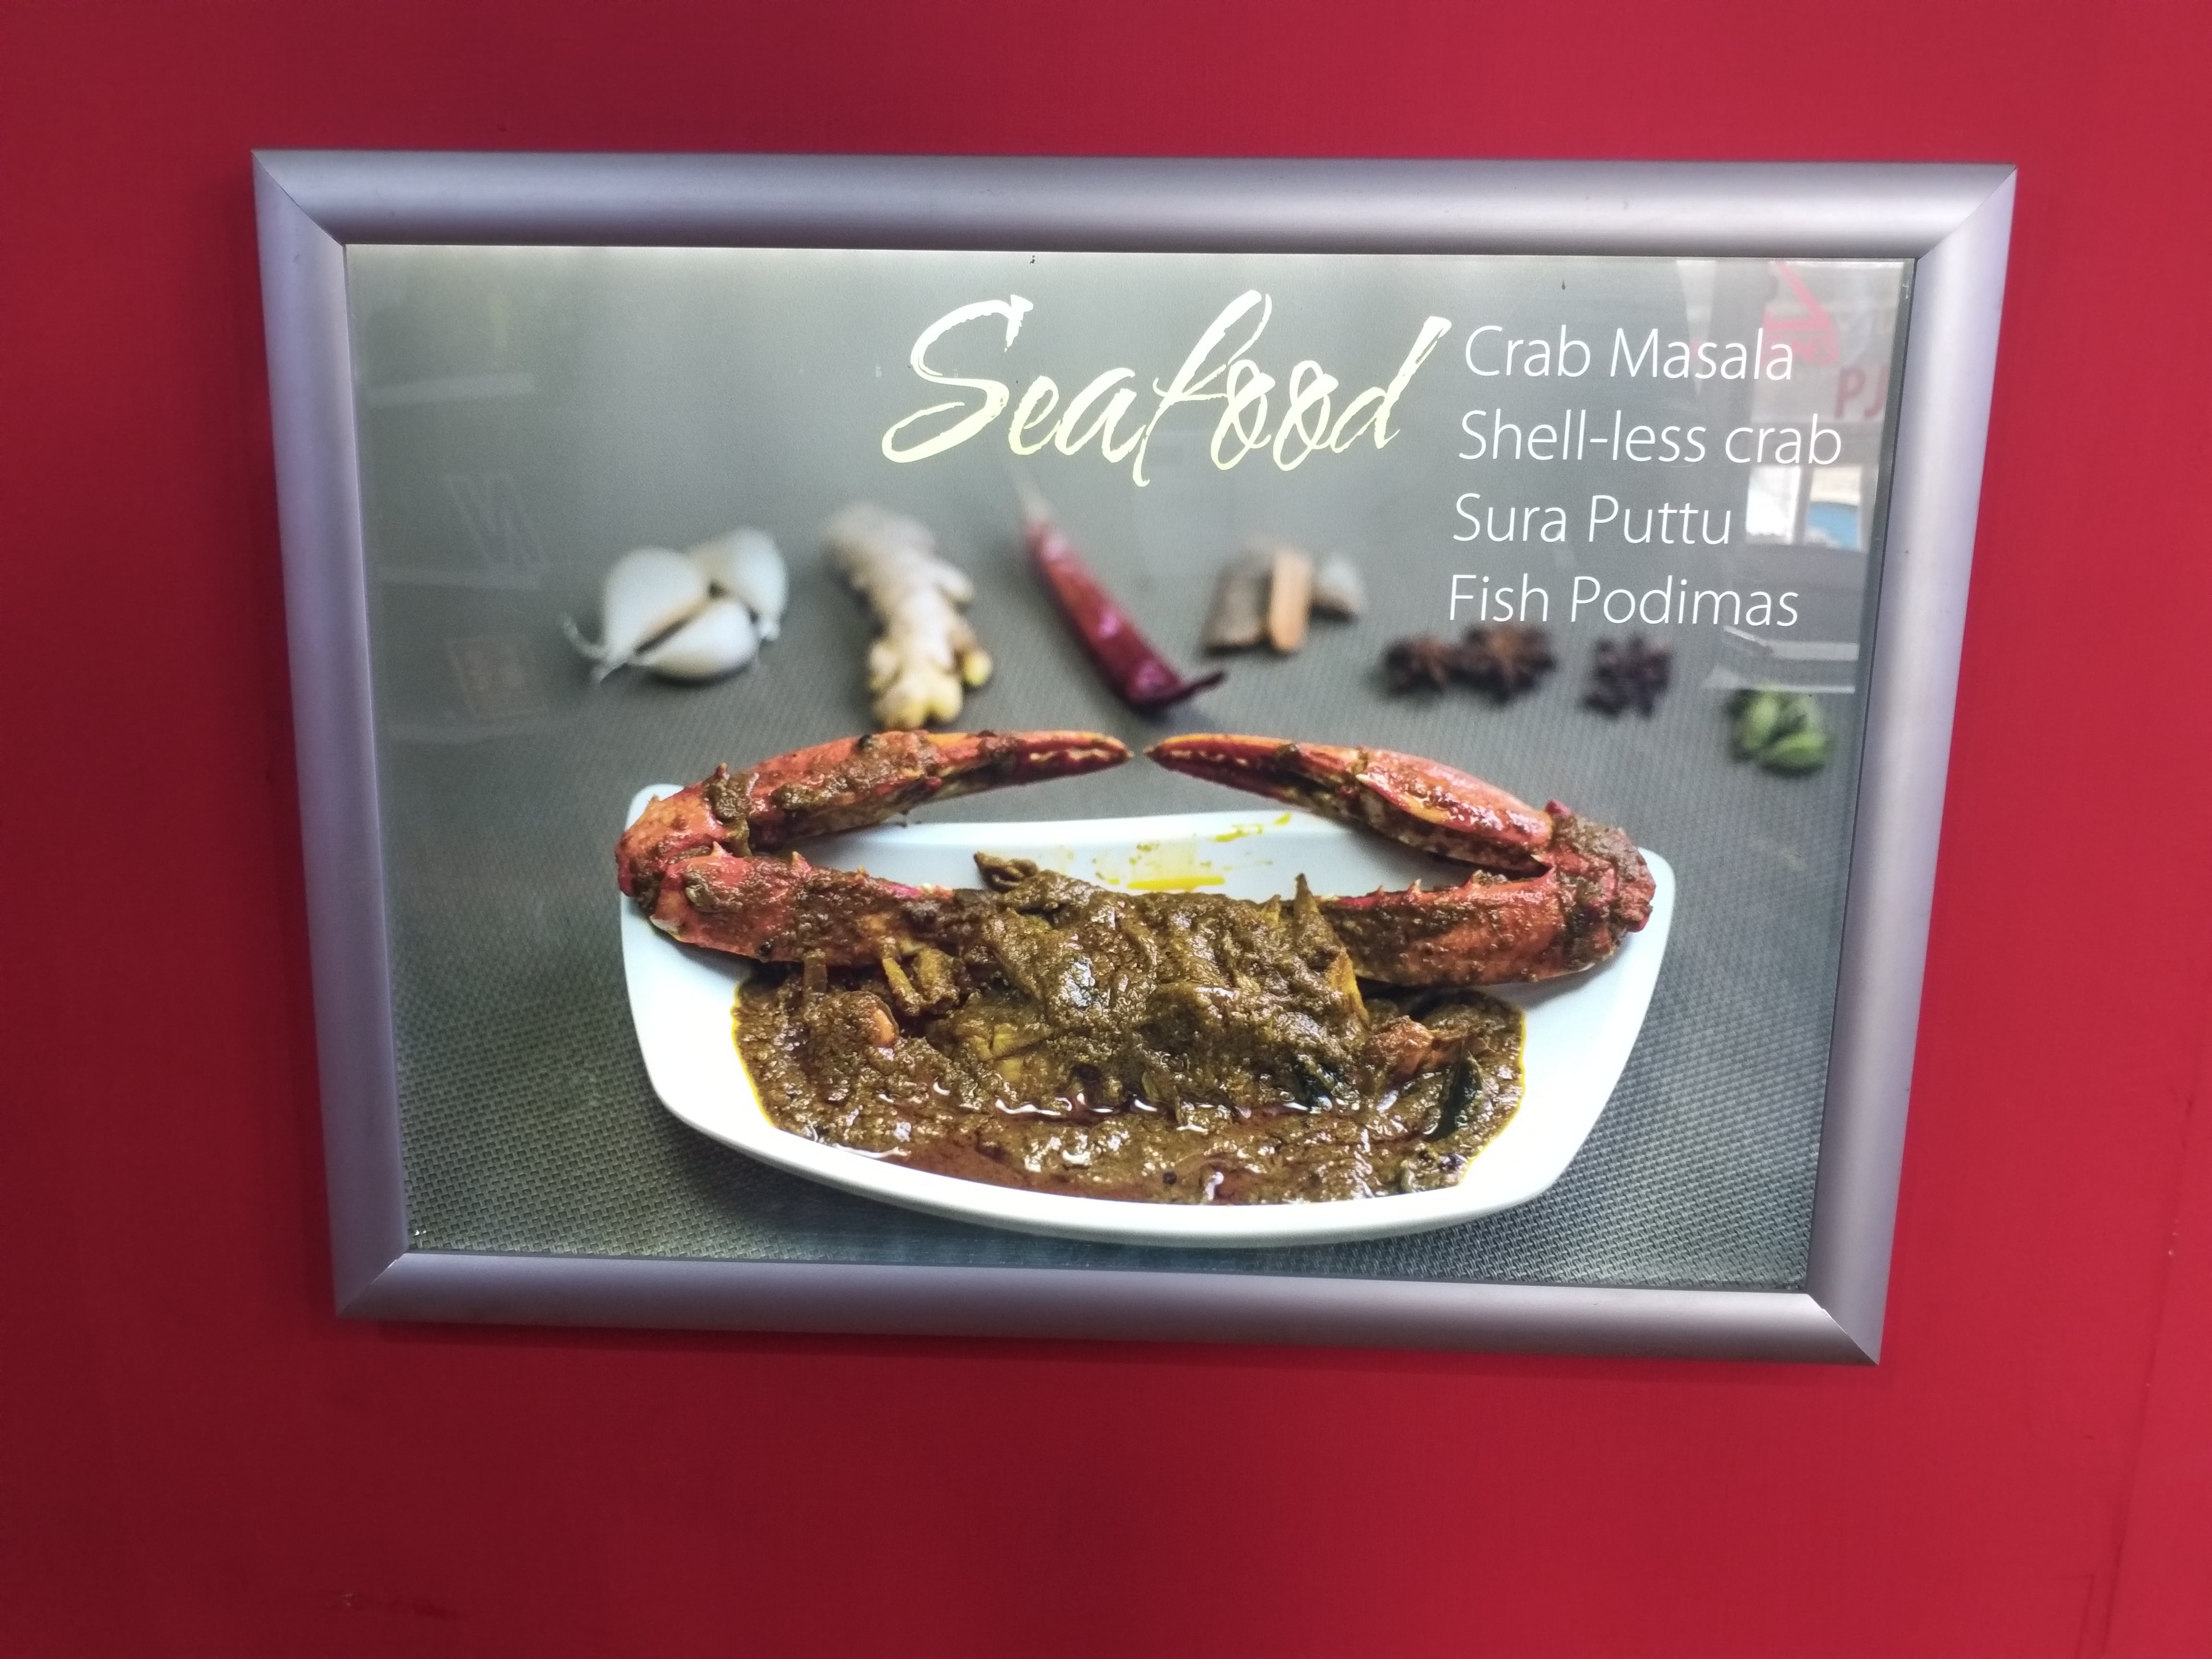 Seafood
Crab Masala
Shell-less crab
Sura Puttu
Fish Podimas